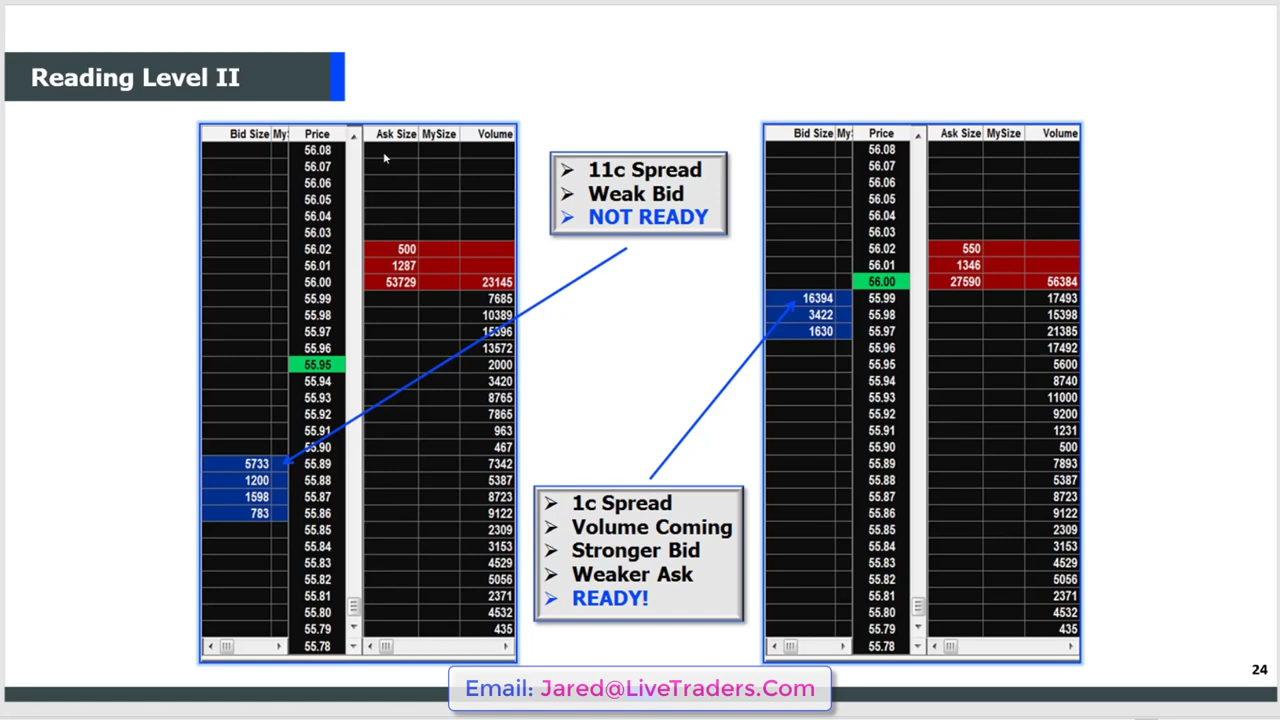 Reading Level II
Bid Size My: Price Ask Size MySize Volume
56.08
56.07
56.06
56.05
56.04
56.03
56.02 500
56.01 1287
56.00 53729 23145
55.99 7685
55.98 10389
55.97 15396
55.96 13572
55.95 2000
55.94 3420
55.93 8765
55.92 7865
55.91 963
55.90 467
5733 55.89 7342
1200 55.88 5387
1598 55.87 8723
783 55.86 9122
55.85 2309
55.84 3153
55.83 4529
55.82 5056
55.81 2371
55.80 4532
55.79 435
55.78
11c Spread
Weak Bid
NOT READY
1c Spread
Volume Coming
Stronger Bid
Weaker Ask
READY!
Bid Size My: Price Ask Size MySize Volume
56.08
56.07
56.06
56.05
56.04
56.03
56.02 550
56.01 1346
56.00 27590 56384
16394 55.99 17493
3422 55.98 15398
1630 55.97 21385
55.96 17492
55.95 5600
55.94 8740
55.93 11000
55.92 9200
55.91 1231
55.90 500
55.89 7893
55.88 5387
55.87 8723
55.86 9122
55.85 2309
55.84 3153
55.83 4529
55.82 5056
55.81 2371
55.80 4532
55.79 435
55.78
24
Email: Jared@LiveTraders.Com